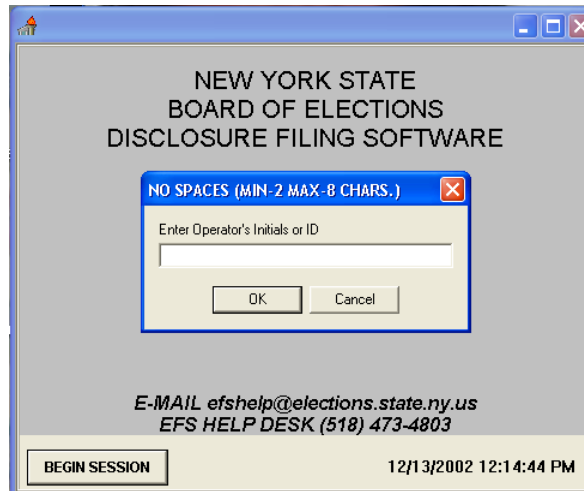 NEW YORK STATE
BOARD OF ELECTIONS
DISCLOSURE FILING SOFTWARE
NO SPACES (MIN-2 MAX-8 CHARS.)
Enter Operator's Initials or ID
OK Cancel
E-MAIL efshelp@elections.state.ny.us
EFS HELP DESK (518) 473-4803
BEGIN SESSION 12/13/2002 12:14:44 PM